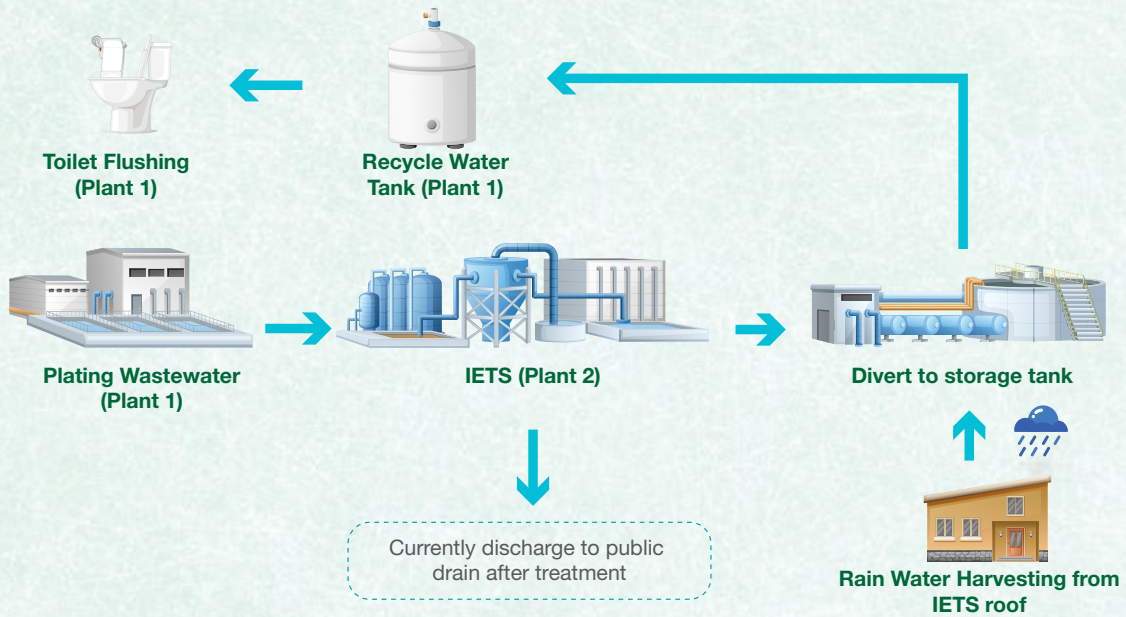 Toilet Flushing
(Plant 1)
Recycle Water
Tank (Plant 1)
Plating Wastewater
(Plant 1)
IETS (Plant 2)
Divert to storage tank
Currently discharge to public
drain after treatment
Rain Water Harvesting from
IETS roof